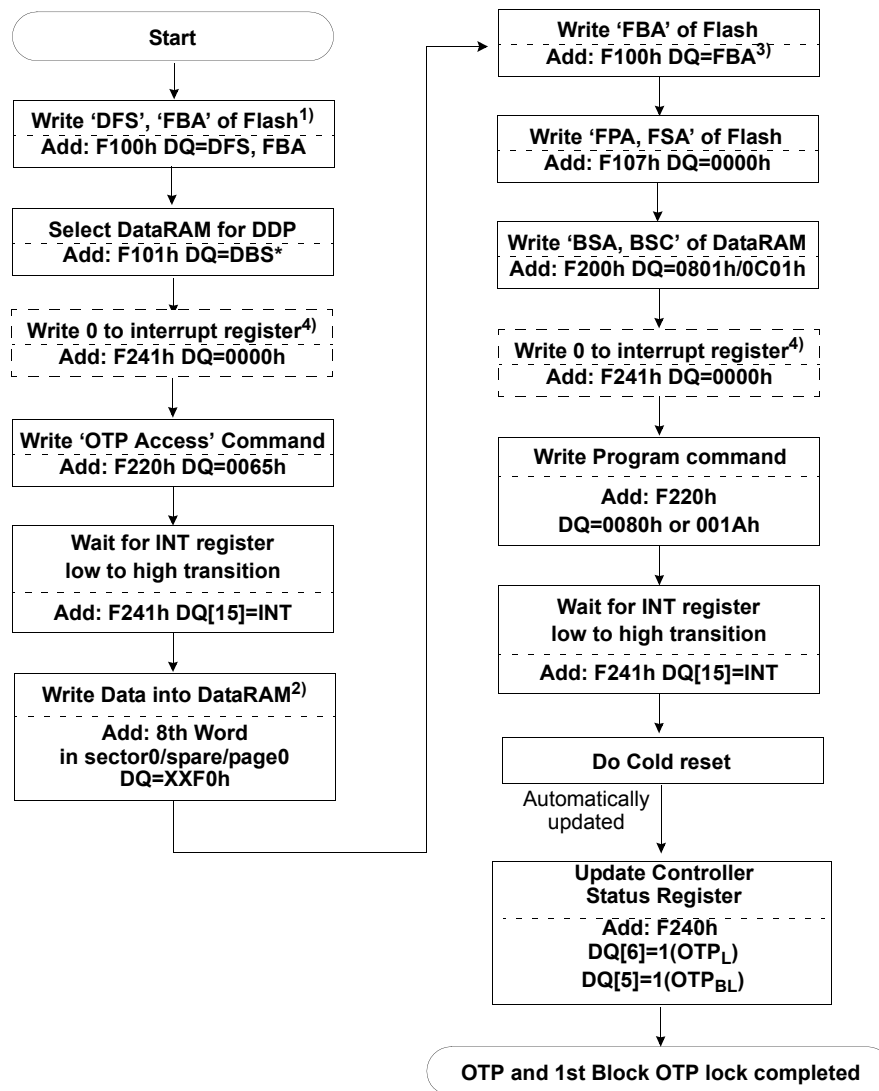 Start
Write ‘DFS’, ‘FBA’ of Flash1)
Add: F100h DQ=DFS, FBA
Select DataRAM for DDP
Add: F101h DQ=DBS*
Write 0 to interrupt register4)
Add: F241h DQ=0000h
Write ‘OTP Access’ Command
Add: F220h DQ=0065h
Wait for INT register
low to high transition
Add: F241h DQ[15]=INT
Write Data into DataRAM2)
Add: 8th Word
in sector0/spare/page0
DQ=XXF0h
Write ‘FBA’ of Flash
Add: F100h DQ=FBA3)
Write ‘FPA, FSA’ of Flash
Add: F107h DQ=0000h
Write ‘BSA, BSC’ of DataRAM
Add: F200h DQ=0801h/0C01h
Write 0 to interrupt register4)
Add: F241h DQ=0000h
Write Program command
Add: F220h
DQ=0080h or 001Ah
Wait for INT register
low to high transition
Add: F241h DQ[15]=INT
Do Cold reset
Automatically
updated
Update Controller
Status Register
Add: F240h
DQ[6]=1(OTPL)
DQ[5]=1(OTPBL)
OTP and 1st Block OTP lock completed